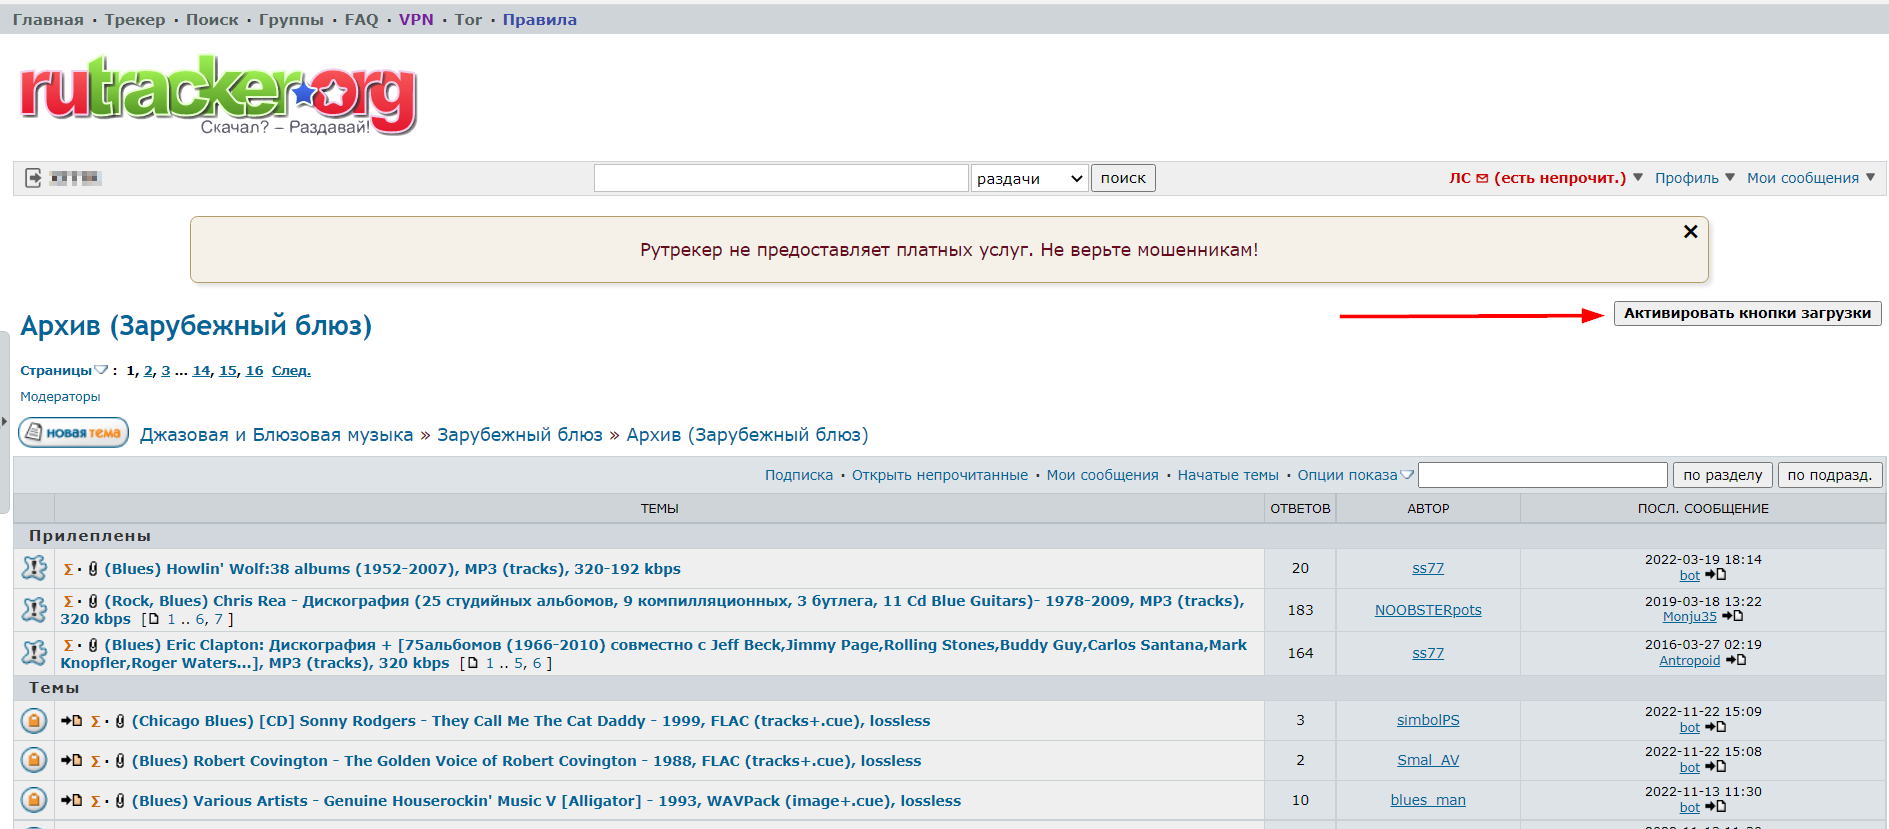 Главная · Трекер · Поиск · Группы · FAQ · VPN · Tor · Правила
rutracker.org
Скачал? – Раздавай!
раздачи поиск ЛС (есть непрочит.) Профиль Мои сообщения
Рутрекер не предоставляет платных услуг. Не верьте мошенникам!
Активировать кнопки загрузки
Архив (Зарубежный блюз)
Страницы : 1, 2, 3 ... 14, 15, 16 След.
Модераторы
новая тема Джазовая и Блюзовая музыка » Зарубежный блюз » Архив (Зарубежный блюз)
Подписка · Открыть непрочитанные · Мои сообщения · Начатые темы · Опции показа по разделу по подразд.
ТЕМЫ ОТВЕТОВ АВТОР ПОСЛ. СООБЩЕНИЕ
Прилеплены
Σ · (Blues) Howlin' Wolf:38 albums (1952-2007), MP3 (tracks), 320-192 kbps 20 ss77 2022-03-19 18:14
bot
Σ · (Rock, Blues) Chris Rea - Дискография (25 студийных альбомов, 9 компилляционных, 3 бутлега, 11 Cd Blue Guitars)- 1978-2009, MP3 (tracks),
320 kbps [ 1 .. 6, 7 ] 183 NOOBSTERpots 2019-03-18 13:22
Monju35
Σ · (Blues) Eric Clapton: Дискография + [75альбомов (1966-2010) совместно с Jeff Beck,Jimmy Page,Rolling Stones,Buddy Guy,Carlos Santana,Mark
Knopfler,Roger Waters...], MP3 (tracks), 320 kbps [ 1 .. 5, 6 ] 164 ss77 2016-03-27 02:19
Antropoid
Темы
Σ · (Chicago Blues) [CD] Sonny Rodgers - They Call Me The Cat Daddy - 1999, FLAC (tracks+.cue), lossless 3 simbolPS 2022-11-22 15:09
bot
Σ · (Blues) Robert Covington - The Golden Voice of Robert Covington - 1988, FLAC (tracks+.cue), lossless 2 Smal_AV 2022-11-22 15:08
bot
Σ · (Blues) Various Artists - Genuine Houserockin' Music V [Alligator] - 1993, WAVPack (image+.cue), lossless 10 blues_man 2022-11-13 11:30
bot